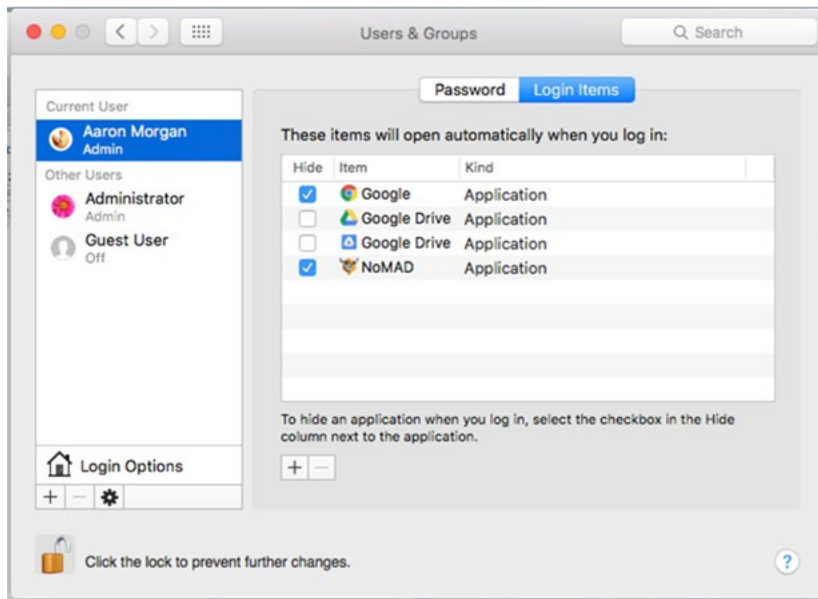 Users & Groups
Search
Password
Login Items
Current User
Aaron Morgan
Admin
Other Users
Administrator
Admin
Guest User
Off
Login Options
These items will open automatically when you log in:
Hide Item Kind
Google Application
Google Drive Application
Google Drive Application
NoMAD Application
To hide an application when you log in, select the checkbox in the Hide
column next to the application.
Click the lock to prevent further changes.
?